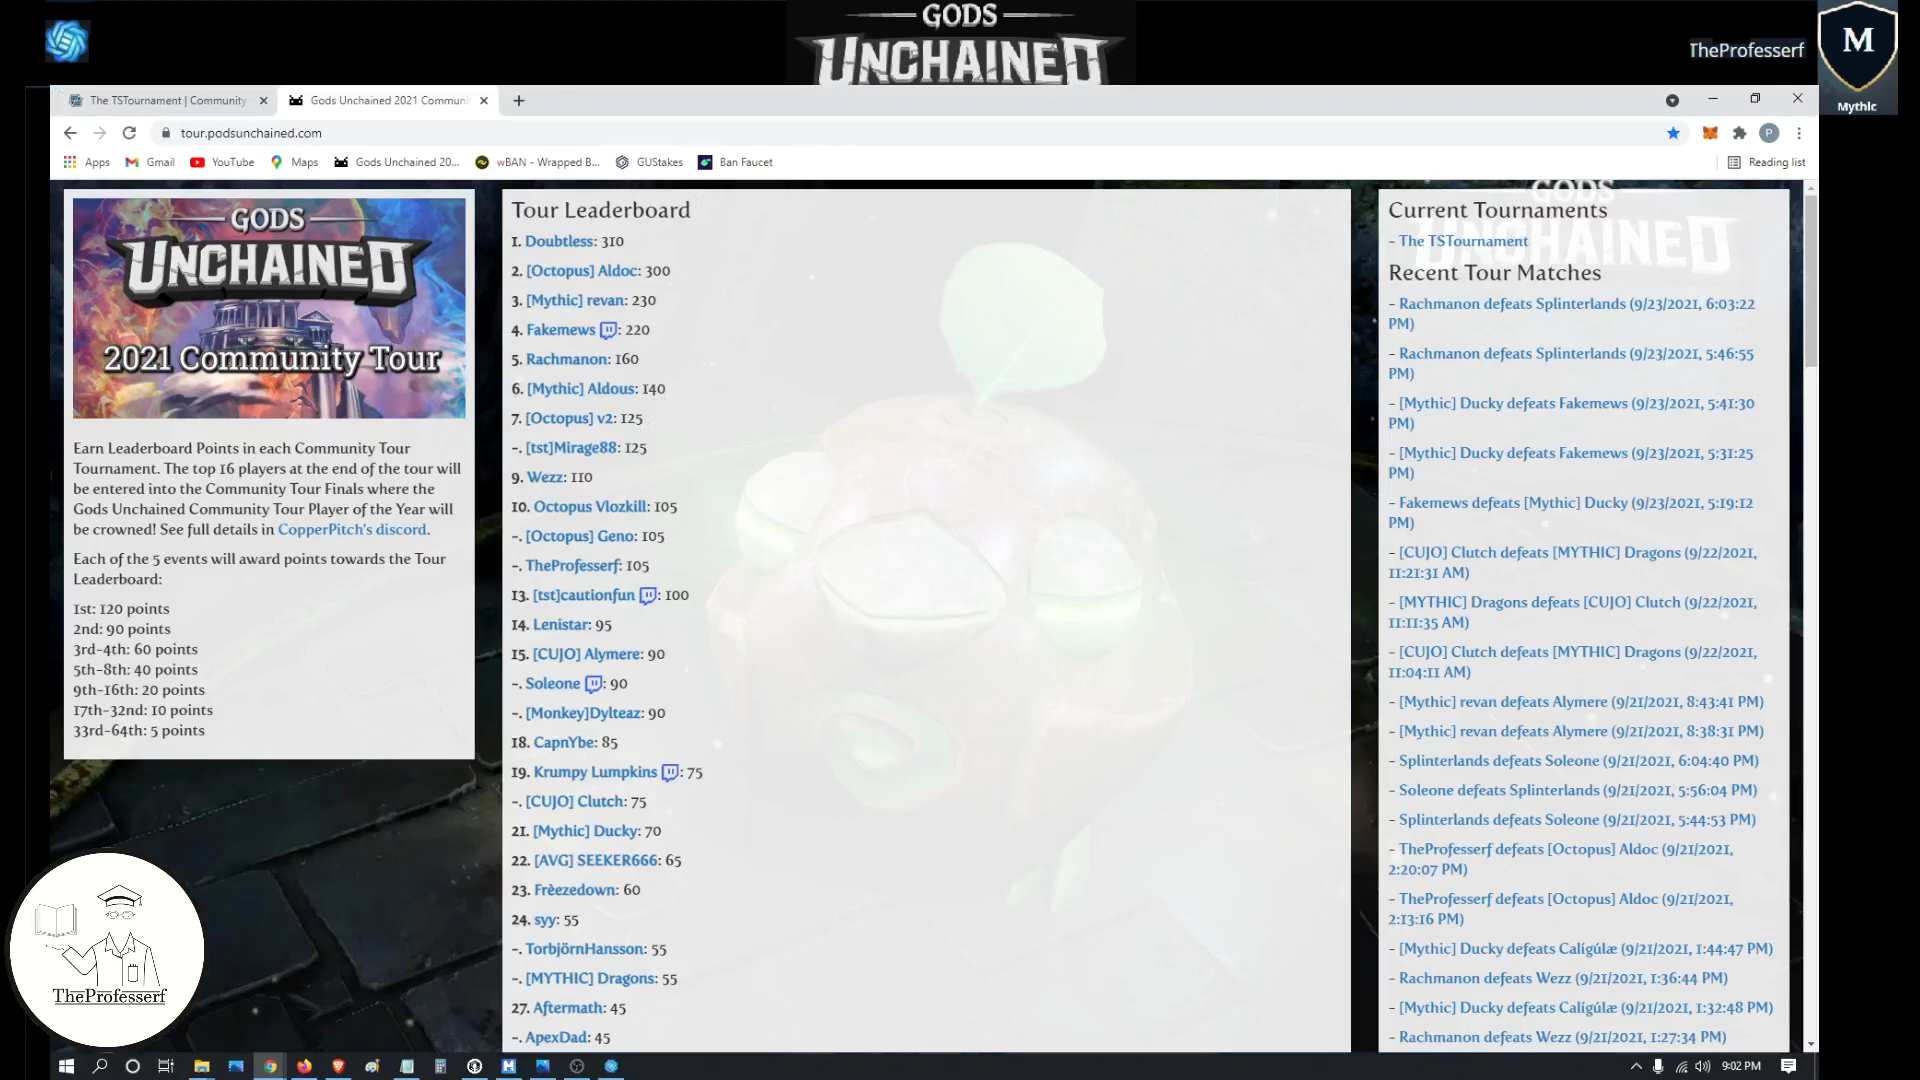 GODS
UNCHAINED
TheProfesserf
M
Mythic
The TSTournament | Community
Gods Unchained 2021 Communi
tour.podsunchained.com
P
Apps
Gmail
YouTube
Maps
Gods Unchained 20...
wBAN - Wrapped B...
GUStakes
Ban Faucet
Reading list
GODS
UNCHAINED
2021 Community Tour
Earn Leaderboard Points in each Community Tour
Tournament. The top 16 players at the end of the tour will
be entered into the Community Tour Finals where the
Gods Unchained Community Tour Player of the Year will
be crowned! See full details in CopperPitch's discord.
Each of the 5 events will award points towards the Tour
Leaderboard:
1st: 120 points
2nd: 90 points
3rd-4th: 60 points
5th-8th: 40 points
9th-16th: 20 points
17th-32nd: 10 points
33rd-64th: 5 points
TheProfesserf
Tour Leaderboard
1. Doubtless: 310
2. [Octopus] Aldoc: 300
3. [Mythic] revan: 230
4. Fakemews : 220
5. Rachmanon: 160
6. [Mythic] Aldous: 140
7. [Octopus] v2: 125
-. [tst]Mirage88: 125
9. Wezz: 110
10. Octopus Vlozkill: 105
-. [Octopus] Geno: 105
-. TheProfesserf: 105
13. [tst]cautionfun : 100
14. Lenistar: 95
15. [CUJO] Alymere: 90
-. Soleone : 90
-. [Monkey]Dylteaz: 90
18. CapnYbe: 85
19. Krumpy Lumpkins : 75
-. [CUJO] Clutch: 75
21. [Mythic] Ducky: 70
22. [AVG] SEEKER666: 65
23. Frèezedown: 60
24. syy: 55
-. TorbjörnHansson: 55
-. [MYTHIC] Dragons: 55
27. Aftermath: 45
-. ApexDad: 45
GODS
UNCHAINED
Current Tournaments
- The TSTournament
Recent Tour Matches
- Rachmanon defeats Splinterlands (9/23/2021, 6:03:22
PM)
- Rachmanon defeats Splinterlands (9/23/2021, 5:46:55
PM)
- [Mythic] Ducky defeats Fakemews (9/23/2021, 5:41:30
PM)
- [Mythic] Ducky defeats Fakemews (9/23/2021, 5:31:25
PM)
- Fakemews defeats [Mythic] Ducky (9/23/2021, 5:19:12
PM)
- [CUJO] Clutch defeats [MYTHIC] Dragons (9/22/2021,
11:21:31 AM)
- [MYTHIC] Dragons defeats [CUJO] Clutch (9/22/2021,
11:11:35 AM)
- [CUJO] Clutch defeats [MYTHIC] Dragons (9/22/2021,
11:04:11 AM)
- [Mythic] revan defeats Alymere (9/21/2021, 8:43:41 PM)
- [Mythic] revan defeats Alymere (9/21/2021, 8:38:31 PM)
- Splinterlands defeats Soleone (9/21/2021, 6:04:40 PM)
- Soleone defeats Splinterlands (9/21/2021, 5:56:04 PM)
- Splinterlands defeats Soleone (9/21/2021, 5:44:53 PM)
- TheProfesserf defeats [Octopus] Aldoc (9/21/2021,
2:20:07 PM)
- TheProfesserf defeats [Octopus] Aldoc (9/21/2021,
2:13:16 PM)
- [Mythic] Ducky defeats Calígúlæ (9/21/2021, 1:44:47 PM)
- Rachmanon defeats Wezz (9/21/2021, 1:36:44 PM)
- [Mythic] Ducky defeats Calígúlæ (9/21/2021, 1:32:48 PM)
- Rachmanon defeats Wezz (9/21/2021, 1:27:34 PM)
9:02 PM